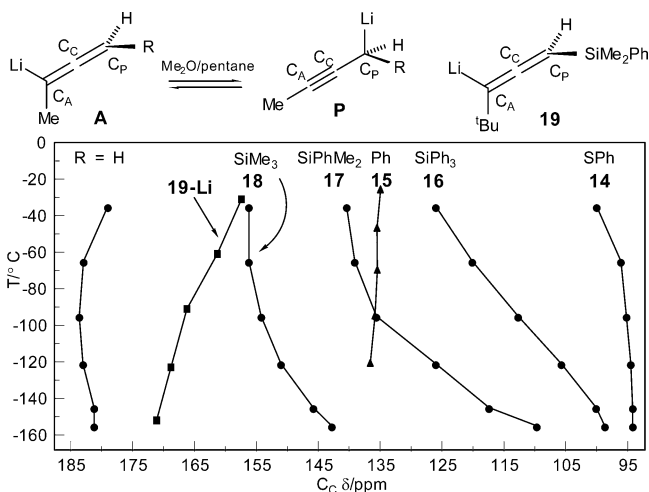 H
Li
C_C
R
Li
C_A
C_P
Me
A
Me2O/pentane
Li
C_C
H
C_A
R
C_P
Me
P
H
C_C
Li
SiMe2Ph
C_P
C_A
tBu
19
R = H
SiMe3
SiPhMe2
Ph
SiPh3
SPh
19-Li
18
17
15
16
14
T/° C
0
-20
-40
-60
-80
-100
-120
-140
-160
185 175 165 155 145 135 125 115 105 95
C_C δ/ppm